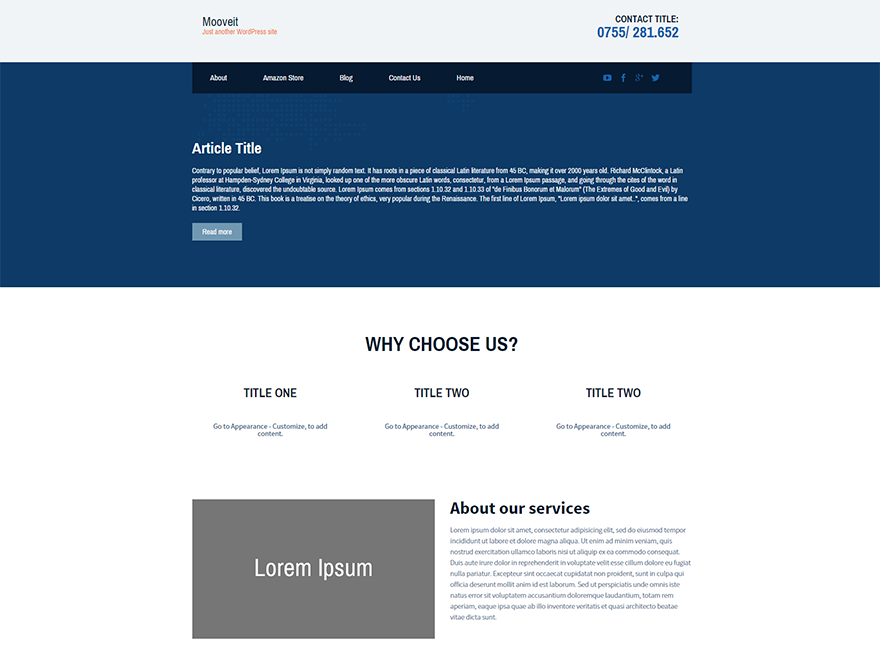 Mooveit
Just another WordPress site
CONTACT TITLE:
0755/ 281.652
About Amazon Store Blog Contact Us Home
Article Title
Contrary to popular belief, Lorem Ipsum is not simply random text. It has roots in a piece of classical Latin literature from 45 BC, making it over 2000 years old. Richard McClintock, a Latin
professor at Hampden-Sydney College in Virginia, looked up one of the more obscure Latin words, consectetur, from a Lorem Ipsum passage, and going through the cites of the word in
classical literature, discovered the undoubtable source. Lorem Ipsum comes from sections 1.10.32 and 1.10.33 of "de Finibus Bonorum et Malorum" (The Extremes of Good and Evil) by
Cicero, written in 45 BC. This book is a treatise on the theory of ethics, very popular during the Renaissance. The first line of Lorem Ipsum, "Lorem ipsum dolor sit amet..", comes from a line
in section 1.10.32.
Read more
WHY CHOOSE US?
TITLE ONE
Go to Appearance - Customize, to add
content.
TITLE TWO
Go to Appearance - Customize, to add
content.
TITLE TWO
Go to Appearance - Customize, to add
content.
Lorem Ipsum
About our services
Lorem ipsum dolor sit amet, consectetur adipisicing elit, sed do eiusmod tempor
incididunt ut labore et dolore magna aliqua. Ut enim ad minim veniam, quis
nostrud exercitation ullamco laboris nisi ut aliquip ex ea commodo consequat.
Duis aute irure dolor in reprehenderit in voluptate velit esse cillum dolore eu fugiat
nulla pariatur. Excepteur sint occaecat cupidatat non proident, sunt in culpa qui
officia deserunt mollit anim id est laborum. Sed ut perspiciatis unde omnis iste
natus error sit voluptatem accusantium doloremque laudantium, totam rem
aperiam, eaque ipsa quae ab illo inventore veritatis et quasi architecto beatae
vitae dicta sunt.